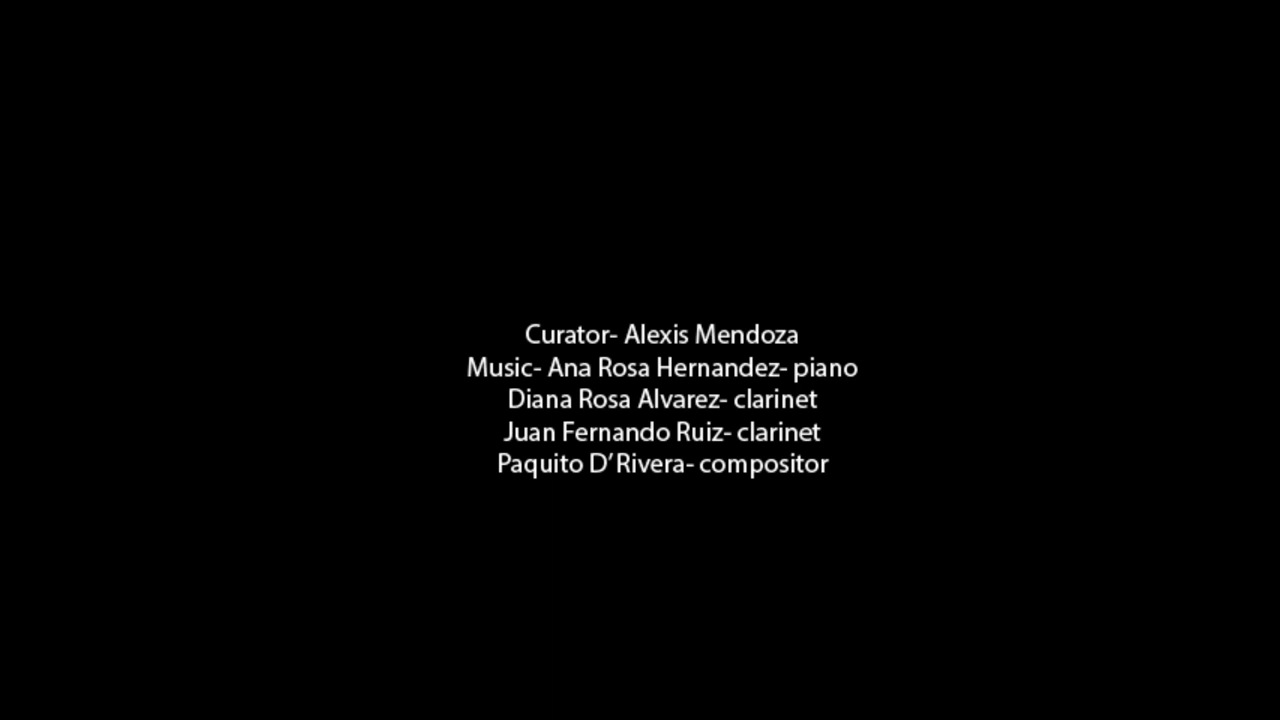 Curator- Alexis Mendoza
Music- Ana Rosa Hernandez- piano
Diana Rosa Alvarez- clarinet
Juan Fernando Ruiz- clarinet
Paquito D’ Rivera- compositor